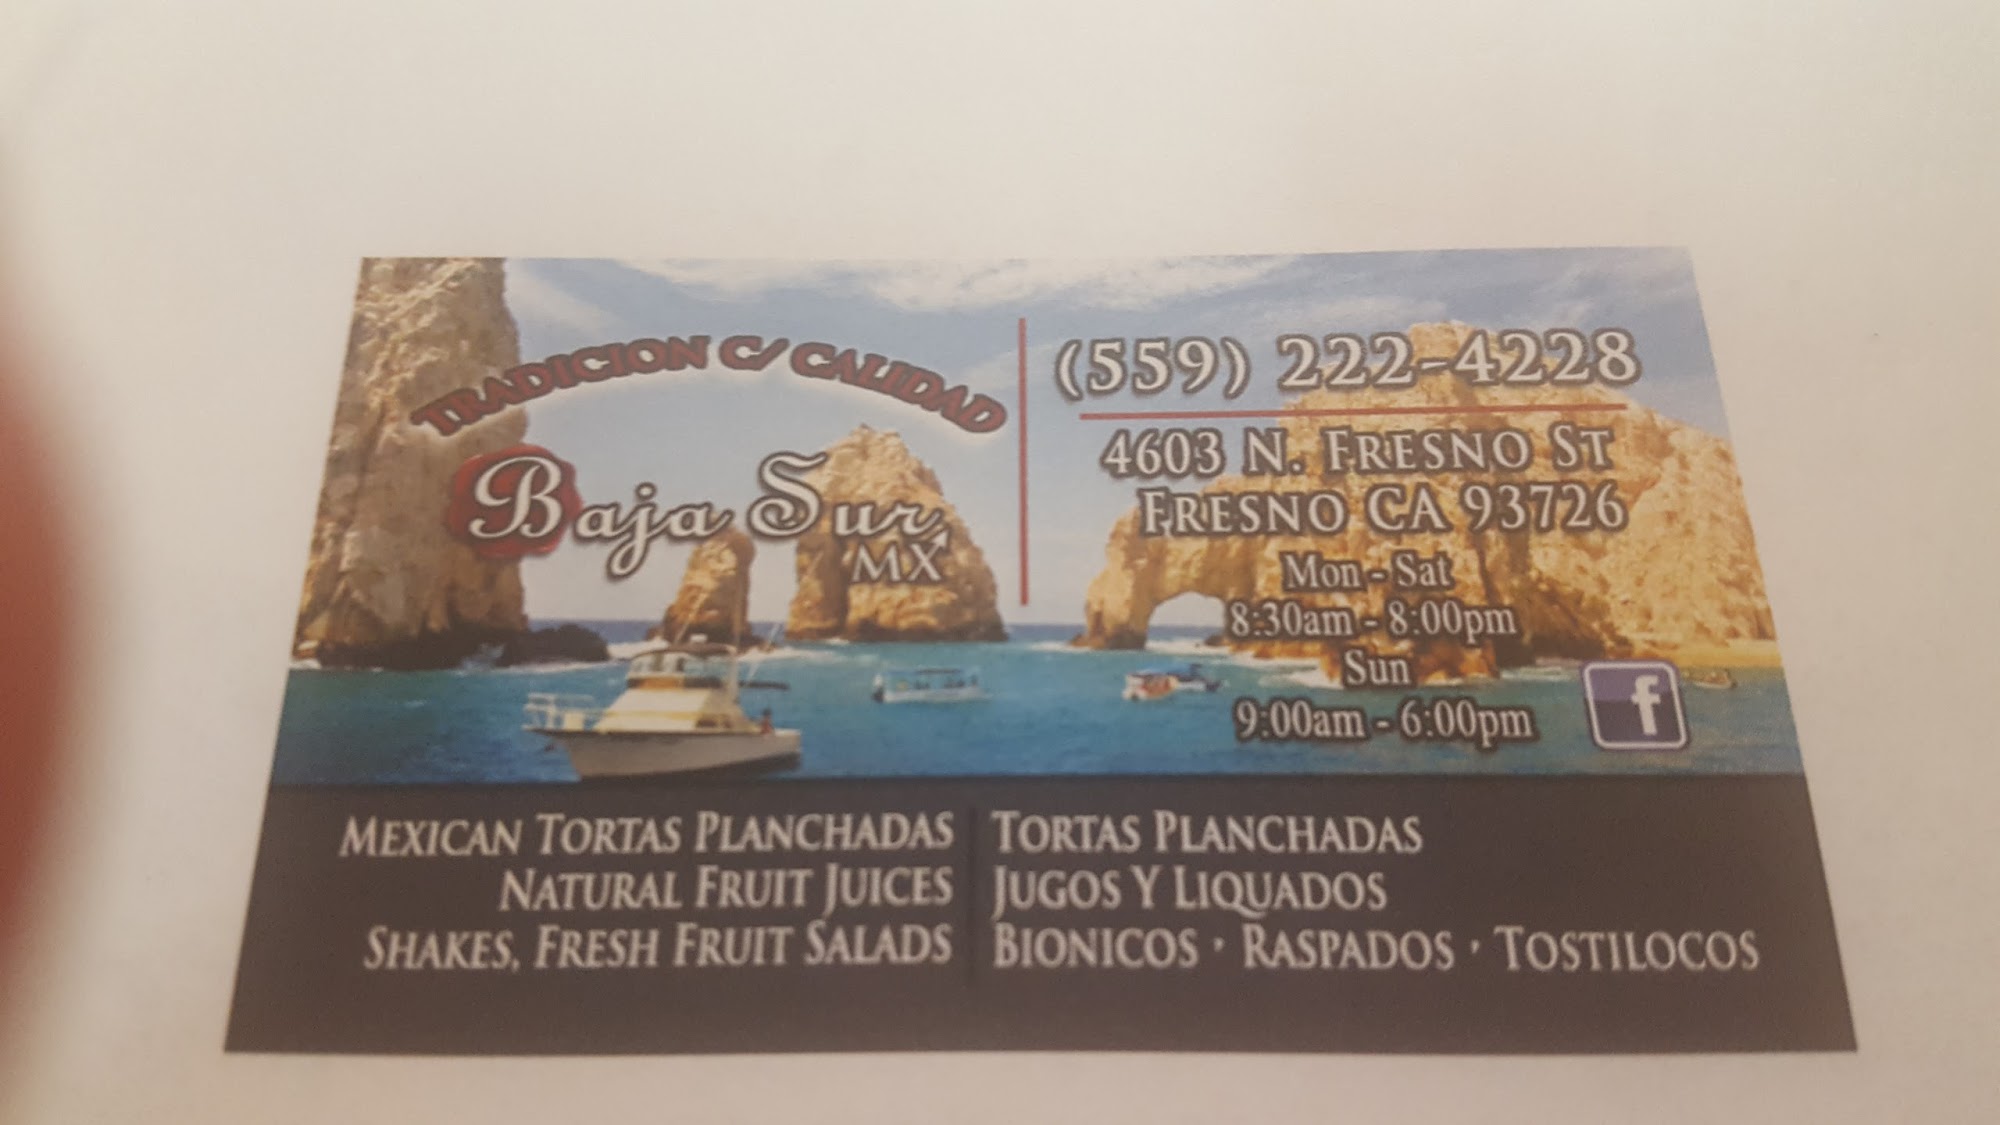 TRADICION C/ CALIDAD
Baja Sur
MX
(559) 222-4228
4603 N. FRESNO ST
FRESNO CA 93726
Mon - Sat
8:30am - 8:00pm
Sun
9:00am - 6:00pm
f
MEXICAN TORTAS PLANCHADAS
NATURAL FRUIT JUICES
SHAKES, FRESH FRUIT SALADS
TORTAS PLANCHADAS
JUGOS Y LIQUADOS
BIONICOS · RASPADOS · TOSTILOCOS